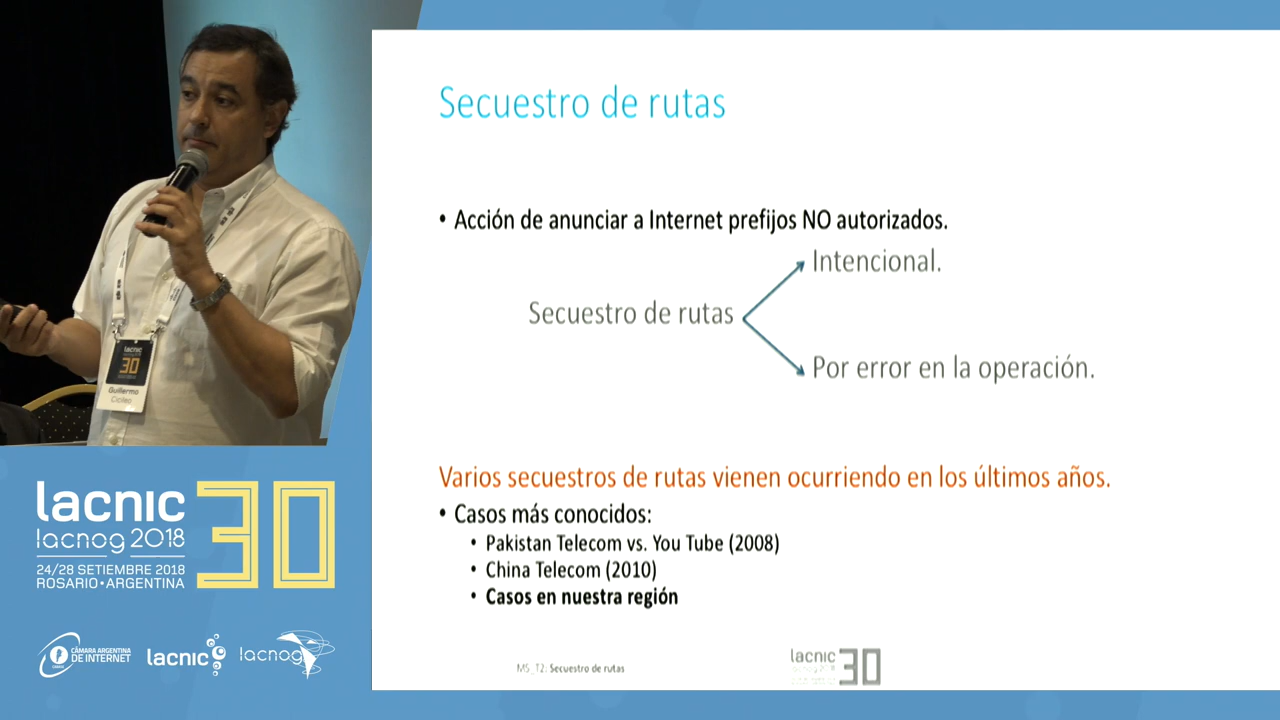 Secuestro de rutas
• Acción de anunciar a Internet prefijos NO autorizados.
Intencional.
Secuestro de rutas
Por error en la operación.
Varios secuestros de rutas vienen ocurriendo en los últimos años.
• Casos más conocidos:
• Pakistan Telecom vs. You Tube (2008)
• China Telecom (2010)
• Casos en nuestra región
MS_T2: Secuestro de rutas
lacnic 30
lacnic
30
Guillermo
lacnic 30
lacnog 2018
24/28 SETIEMBRE 2018
ROSARIO•ARGENTINA
CÁMARA ARGENTINA
DE INTERNET
lacnic
lacnog